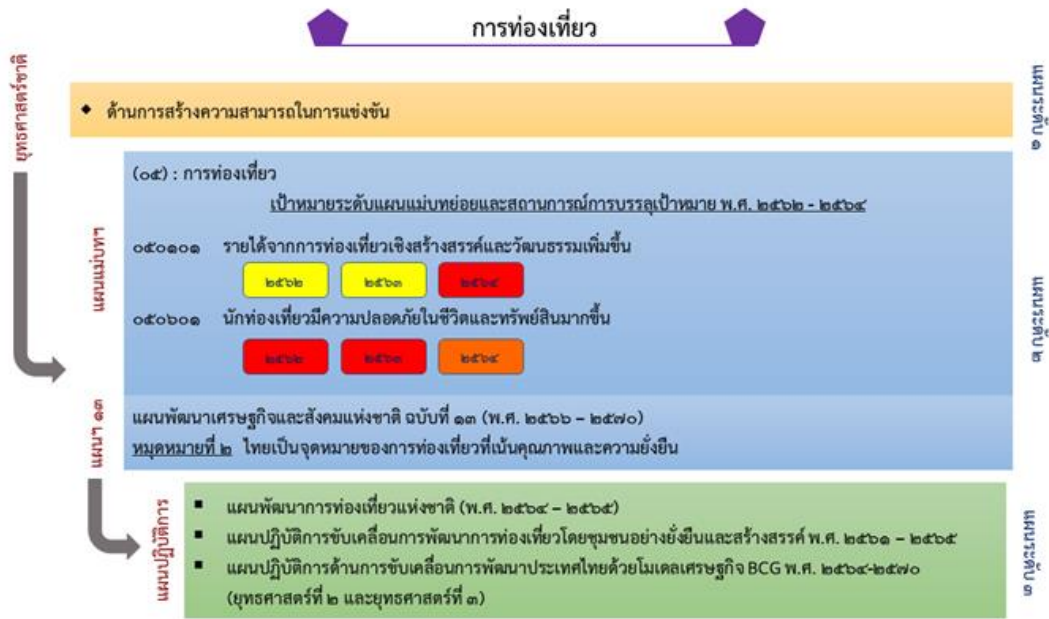 การท่องเที่ยว
ยุทธศาสตร์ชาติ
◆ ด้านการสร้างความสามารถในการแข่งขัน
แผนระดับ ๑
แผนแม่บทฯ
(๐๕) : การท่องเที่ยว
เป้าหมายระดับแผนแม่บทย่อยและสถานการณ์การบรรลุเป้าหมาย พ.ศ. ๒๕๖๒ - ๒๕๖๔
๐๕๐๑๐๑ รายได้จากการท่องเที่ยวเชิงสร้างสรรค์และวัฒนธรรมเพิ่มขึ้น
๒๕๖๒ ๒๕๖๓ ๒๕๖๔
๐๕๐๖๐๑ นักท่องเที่ยวมีความปลอดภัยในชีวิตและทรัพย์สินมากขึ้น
๒๕๖๒ ๒๕๖๓ ๒๕๖๔
แผนระดับ ๒
แผนฯ ๑๓
แผนพัฒนาเศรษฐกิจและสังคมแห่งชาติ ฉบับที่ ๑๓ (พ.ศ. ๒๕๖๖ – ๒๕๗๐)
หมุดหมายที่ ๒ ไทยเป็นจุดหมายของการท่องเที่ยวที่เน้นคุณภาพและความยั่งยืน
แผนปฏิบัติการ
▪ แผนพัฒนาการท่องเที่ยวแห่งชาติ (พ.ศ. ๒๕๖๔ – ๒๕๖๕)
▪ แผนปฏิบัติการขับเคลื่อนการพัฒนาการท่องเที่ยวโดยชุมชนอย่างยั่งยืนและสร้างสรรค์ พ.ศ. ๒๕๖๑ – ๒๕๖๕
▪ แผนปฏิบัติการด้านการขับเคลื่อนการพัฒนาประเทศไทยด้วยโมเดลเศรษฐกิจ BCG พ.ศ. ๒๕๖๔-๒๕๗๐
(ยุทธศาสตร์ที่ ๒ และยุทธศาสตร์ที่ ๓)
แผนระดับ ๓